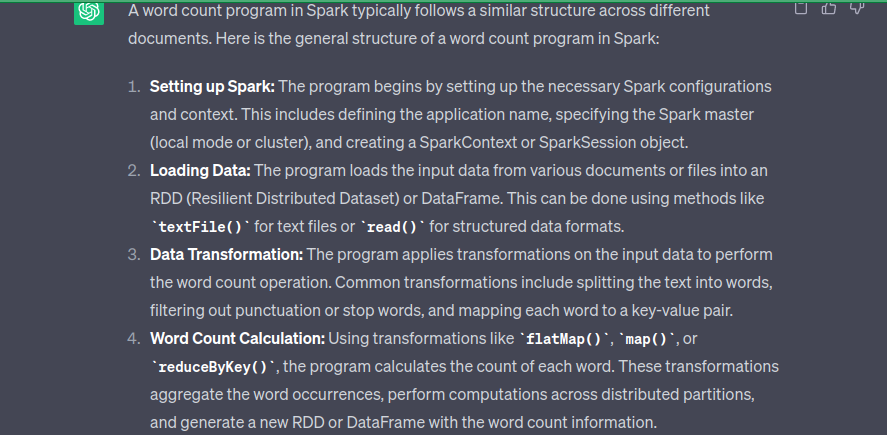 A word count program in Spark typically follows a similar structure across different
documents. Here is the general structure of a word count program in Spark:
1. Setting up Spark: The program begins by setting up the necessary Spark configurations
and context. This includes defining the application name, specifying the Spark master
(local mode or cluster), and creating a SparkContext or SparkSession object.
2. Loading Data: The program loads the input data from various documents or files into an
RDD (Resilient Distributed Dataset) or DataFrame. This can be done using methods like
`textFile()` for text files or `read()` for structured data formats.
3. Data Transformation: The program applies transformations on the input data to perform
the word count operation. Common transformations include splitting the text into words,
filtering out punctuation or stop words, and mapping each word to a key-value pair.
4. Word Count Calculation: Using transformations like `flatMap()`, `map()`, or
`reduceByKey()`, the program calculates the count of each word. These transformations
aggregate the word occurrences, perform computations across distributed partitions,
and generate a new RDD or DataFrame with the word count information.